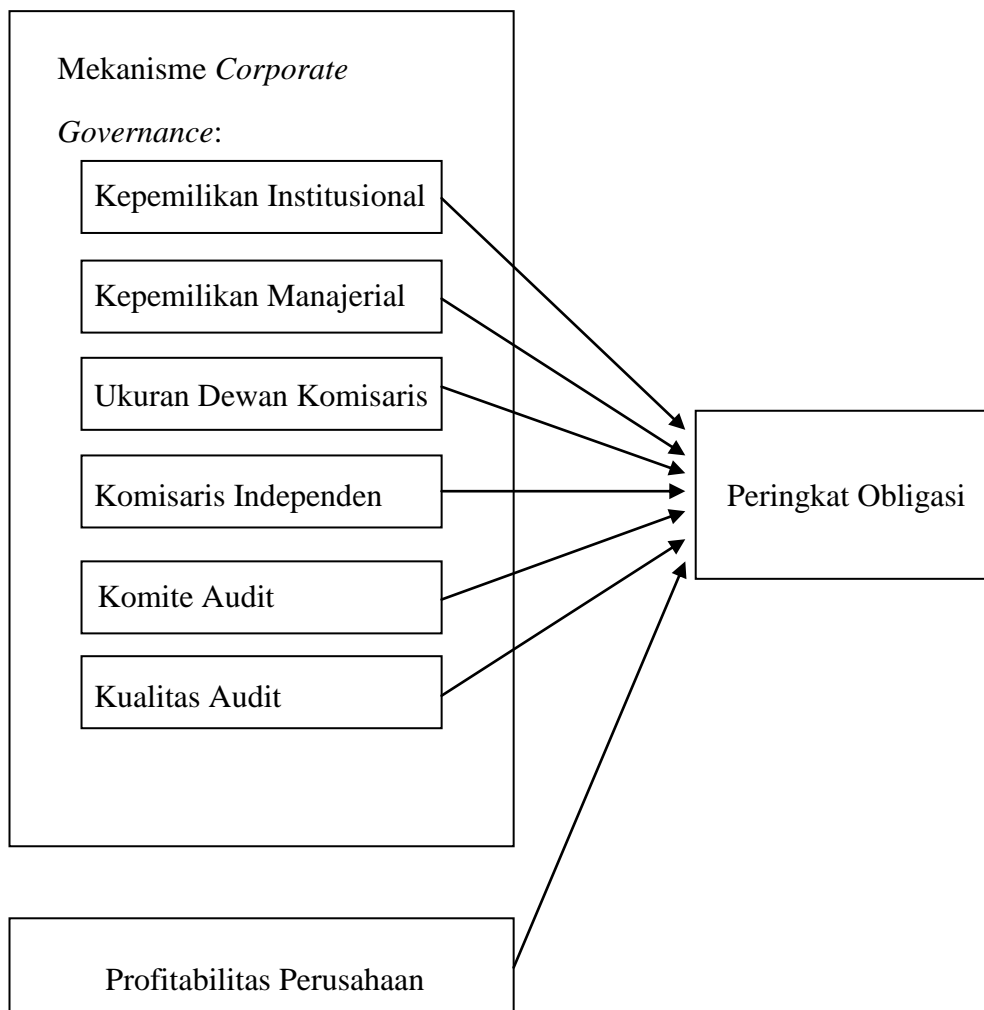 Mekanisme Corporate
Governance:
Kepemilikan Institusional
Kepemilikan Manajerial
Ukuran Dewan Komisaris
Komisaris Independen
Komite Audit
Kualitas Audit
Peringkat Obligasi
Profitabilitas Perusahaan